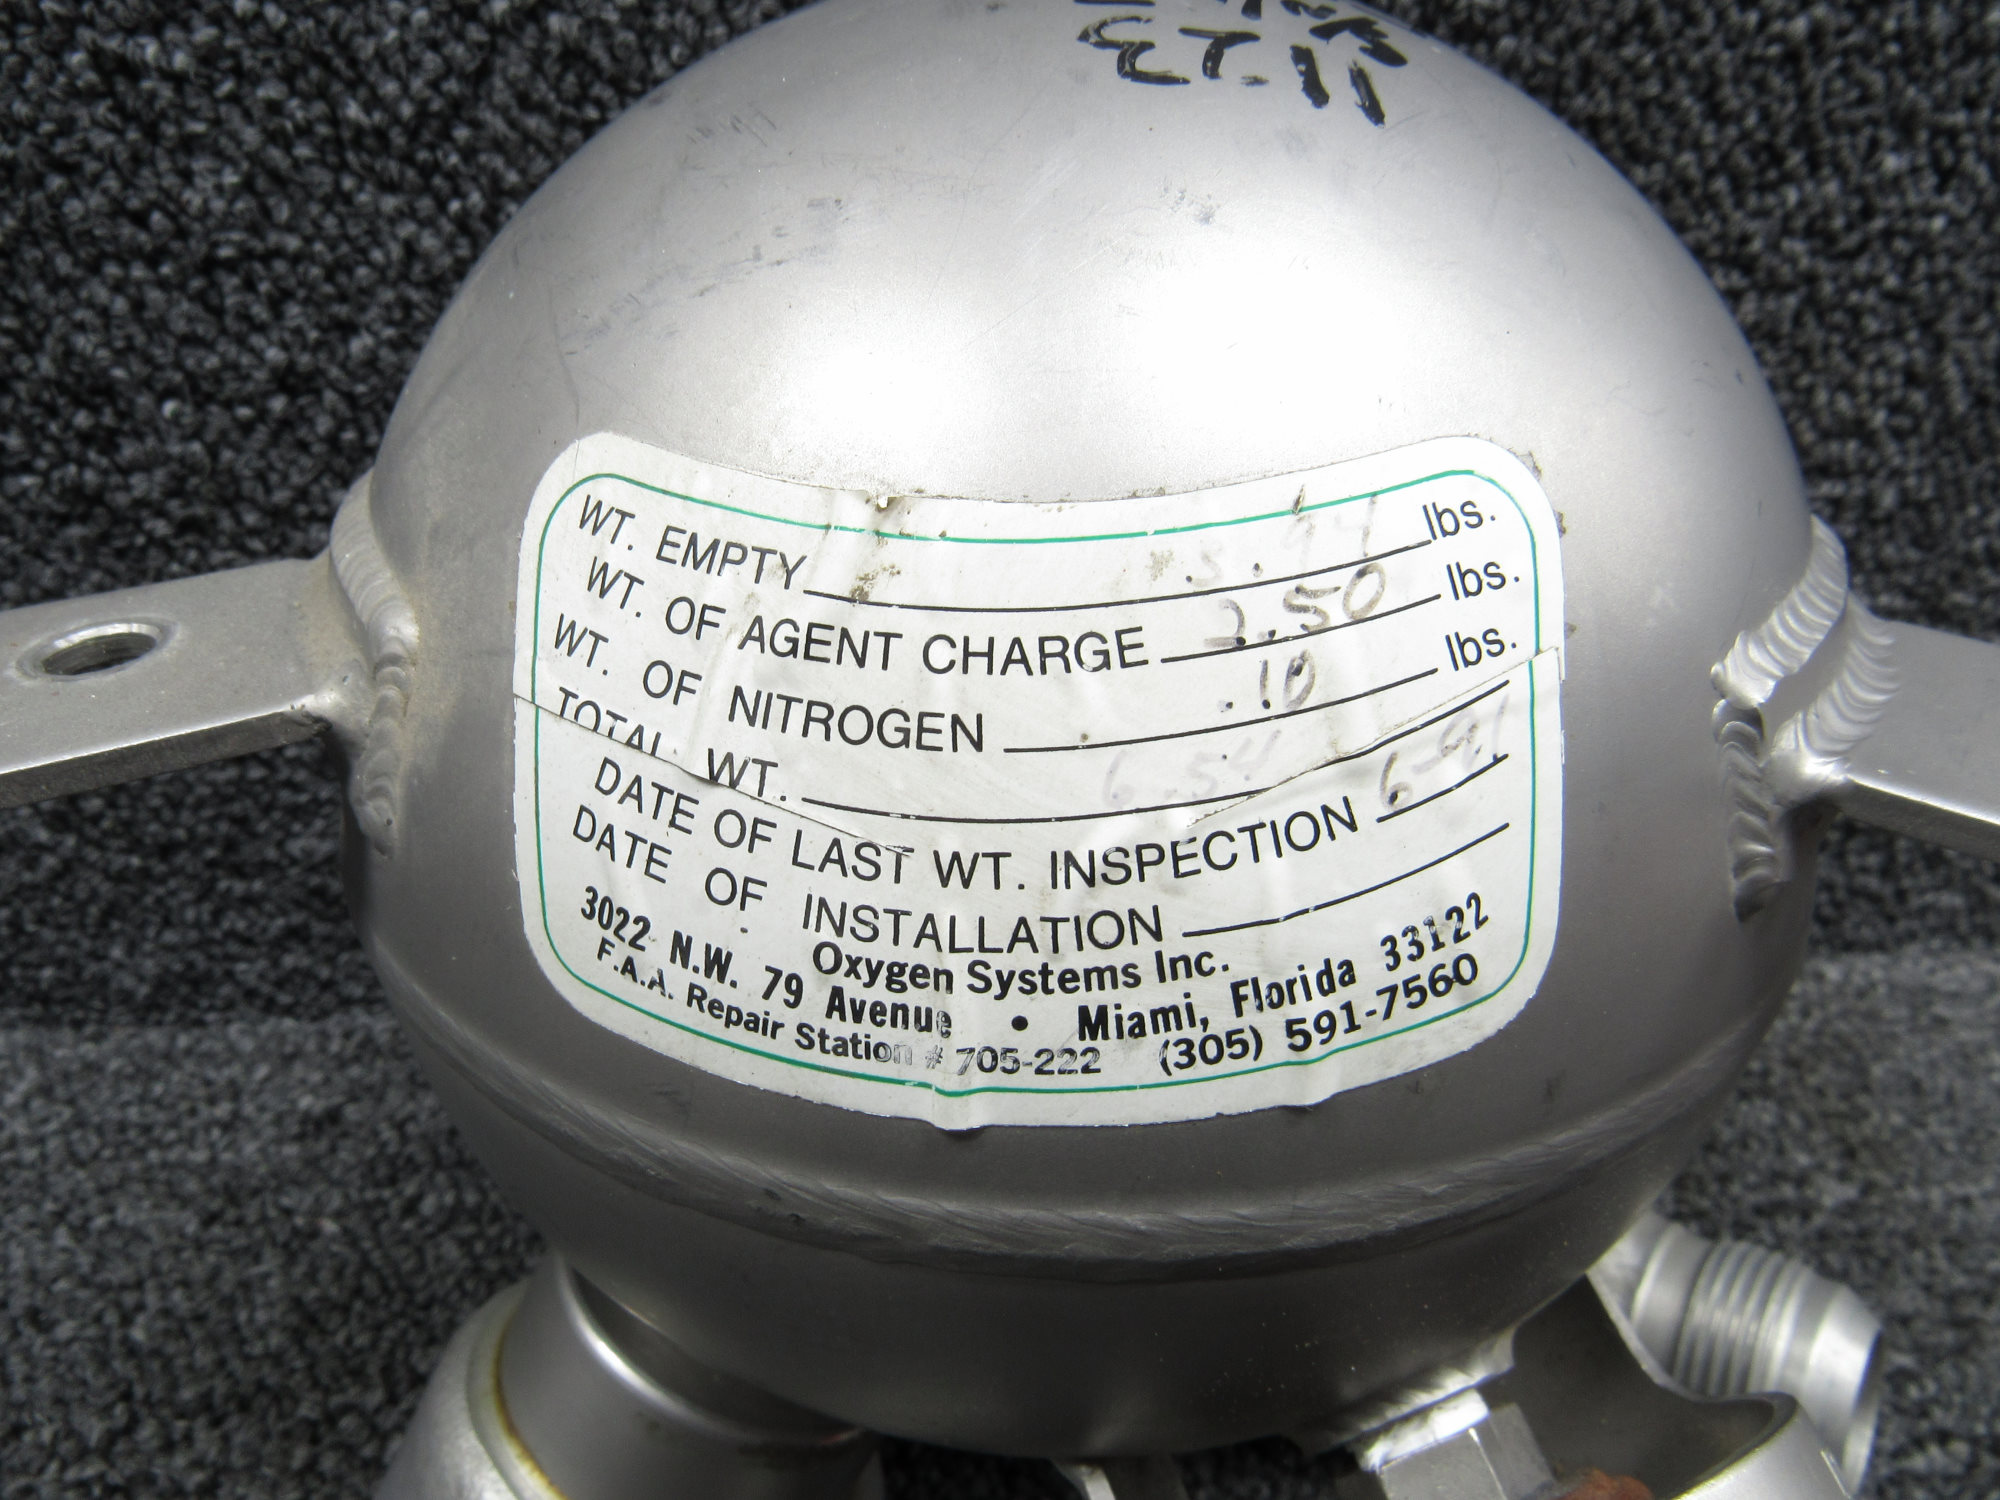 WT. EMPTY 3.94 lbs.
WT. OF AGENT CHARGE 2.50 lbs.
WT. OF NITROGEN .10 lbs.
TOTAL WT. 6.54
DATE OF LAST WT. INSPECTION 6-91
DATE OF INSTALLATION
Oxygen Systems Inc.
3022 N.W. 79 Avenue • Miami, Florida 33122
F.A.A. Repair Station # 705-222 (305) 591-7560